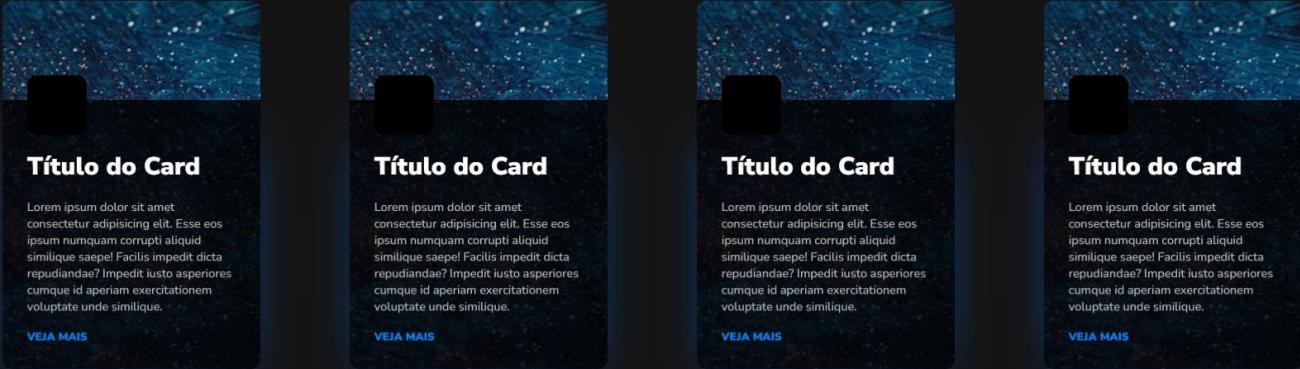 Título do Card
Lorem ipsum dolor sit amet
consectetur adipisicing elit. Esse eos
ipsum numquam corrupti aliquid
similique saepe! Facilis impedit dicta
repudiandae? Impedit iusto asperiores
cumque id aperiam exercitationem
voluptate unde similique.
VEJA MAIS
Título do Card
Lorem ipsum dolor sit amet
consectetur adipisicing elit. Esse eos
ipsum numquam corrupti aliquid
similique saepe! Facilis impedit dicta
repudiandae? Impedit iusto asperiores
cumque id aperiam exercitationem
voluptate unde similique.
VEJA MAIS
Título do Card
Lorem ipsum dolor sit amet
consectetur adipisicing elit. Esse eos
ipsum numquam corrupti aliquid
similique saepe! Facilis impedit dicta
repudiandae? Impedit iusto asperiores
cumque id aperiam exercitationem
voluptate unde similique.
VEJA MAIS
Título do Card
Lorem ipsum dolor sit amet
consectetur adipisicing elit. Esse eos
ipsum numquam corrupti aliquid
similique saepe! Facilis impedit dicta
repudiandae? Impedit iusto asperiores
cumque id aperiam exercitationem
voluptate unde similique.
VEJA MAIS